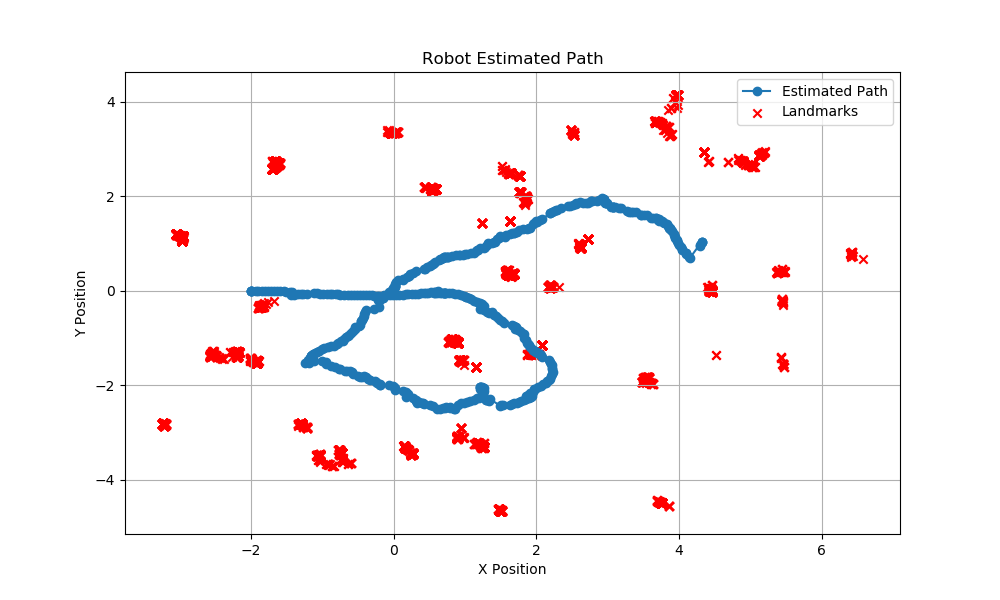 Robot Estimated Path
Estimated Path
Landmarks
4
2
0
−2
−4
Y Position
−2
0
2
4
6
X Position